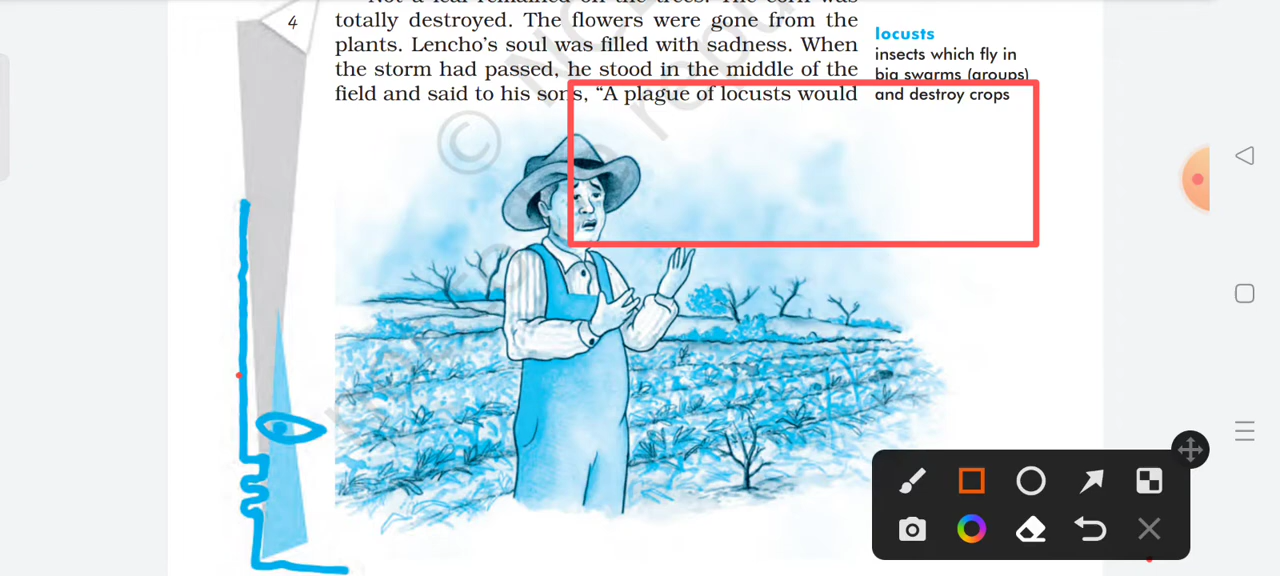 4
totally destroyed. The flowers were gone from the
plants. Lencho's soul was filled with sadness. When
the storm had passed, he stood in the middle of the
field and said to his sons, “A plague of locusts would
locusts
insects which fly in
big swarms (groups)
and destroy crops